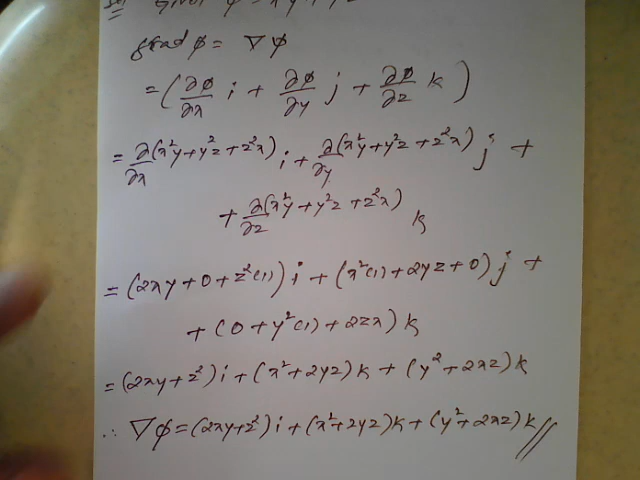 grad φ = ∇φ
= (∂φ/∂x i + ∂φ/∂y j + ∂φ/∂z k)
= ∂/∂x (x²y + y²z + z²x) i + ∂/∂y (x²y + y²z + z²x) j +
+ ∂/∂z (x²y + y²z + z²x) k
= (2xy + 0 + z²(1)) i + (x²(1) + 2yz + 0) j +
+ (0 + y²(1) + 2zx) k
= (2xy + z²) i + (x² + 2yz) k + (y² + 2xz) k
∴ ∇φ = (2xy + z²) i + (x² + 2yz) k + (y² + 2xz) k //